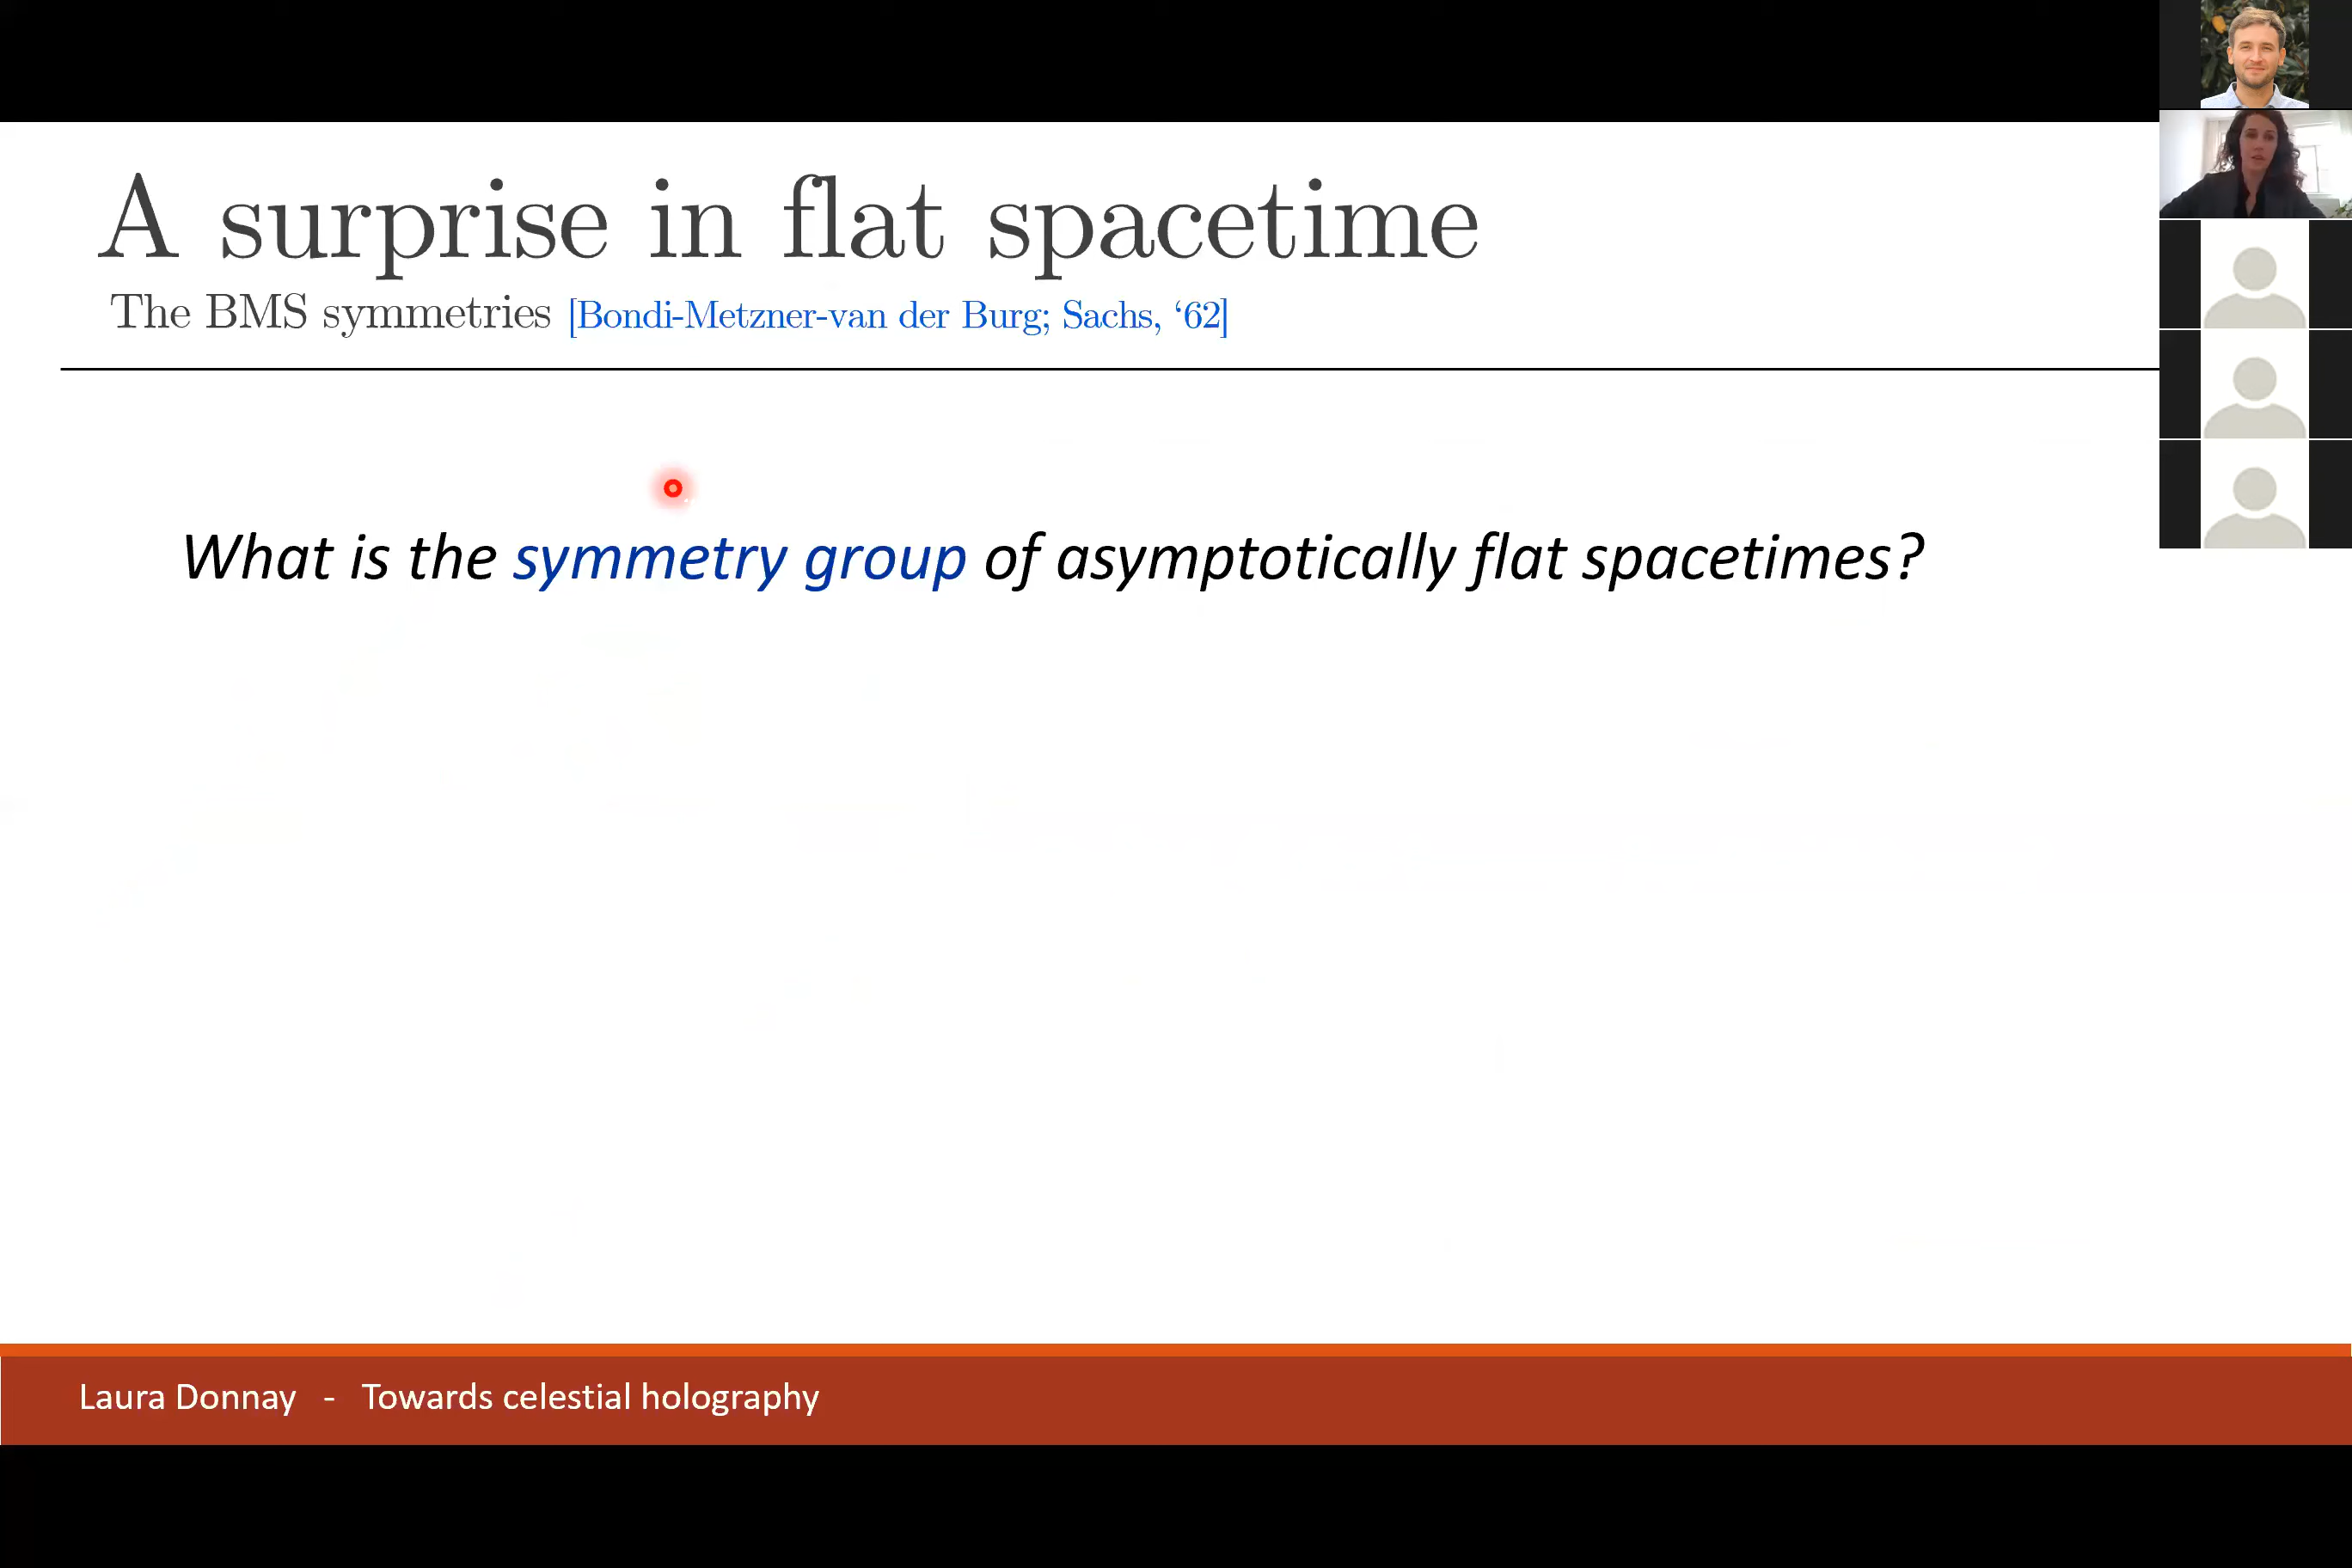 A surprise in flat spacetime
The BMS symmetries [Bondi-Metzner-van der Burg; Sachs, ‘62]
What is the symmetry group of asymptotically flat spacetimes?
Laura Donnay - Towards celestial holography